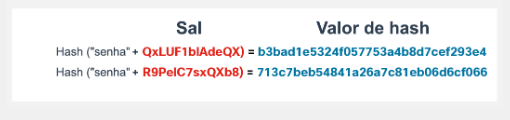 Sal Valor de hash
Hash ("senha" + QxLUF1bIAdeQX) = b3bad1e5324f057753a4b8d7cef293e4
Hash ("senha" + R9PelC7sxQXb8) = 713c7beb54841a26a7c81eb06d6cf066